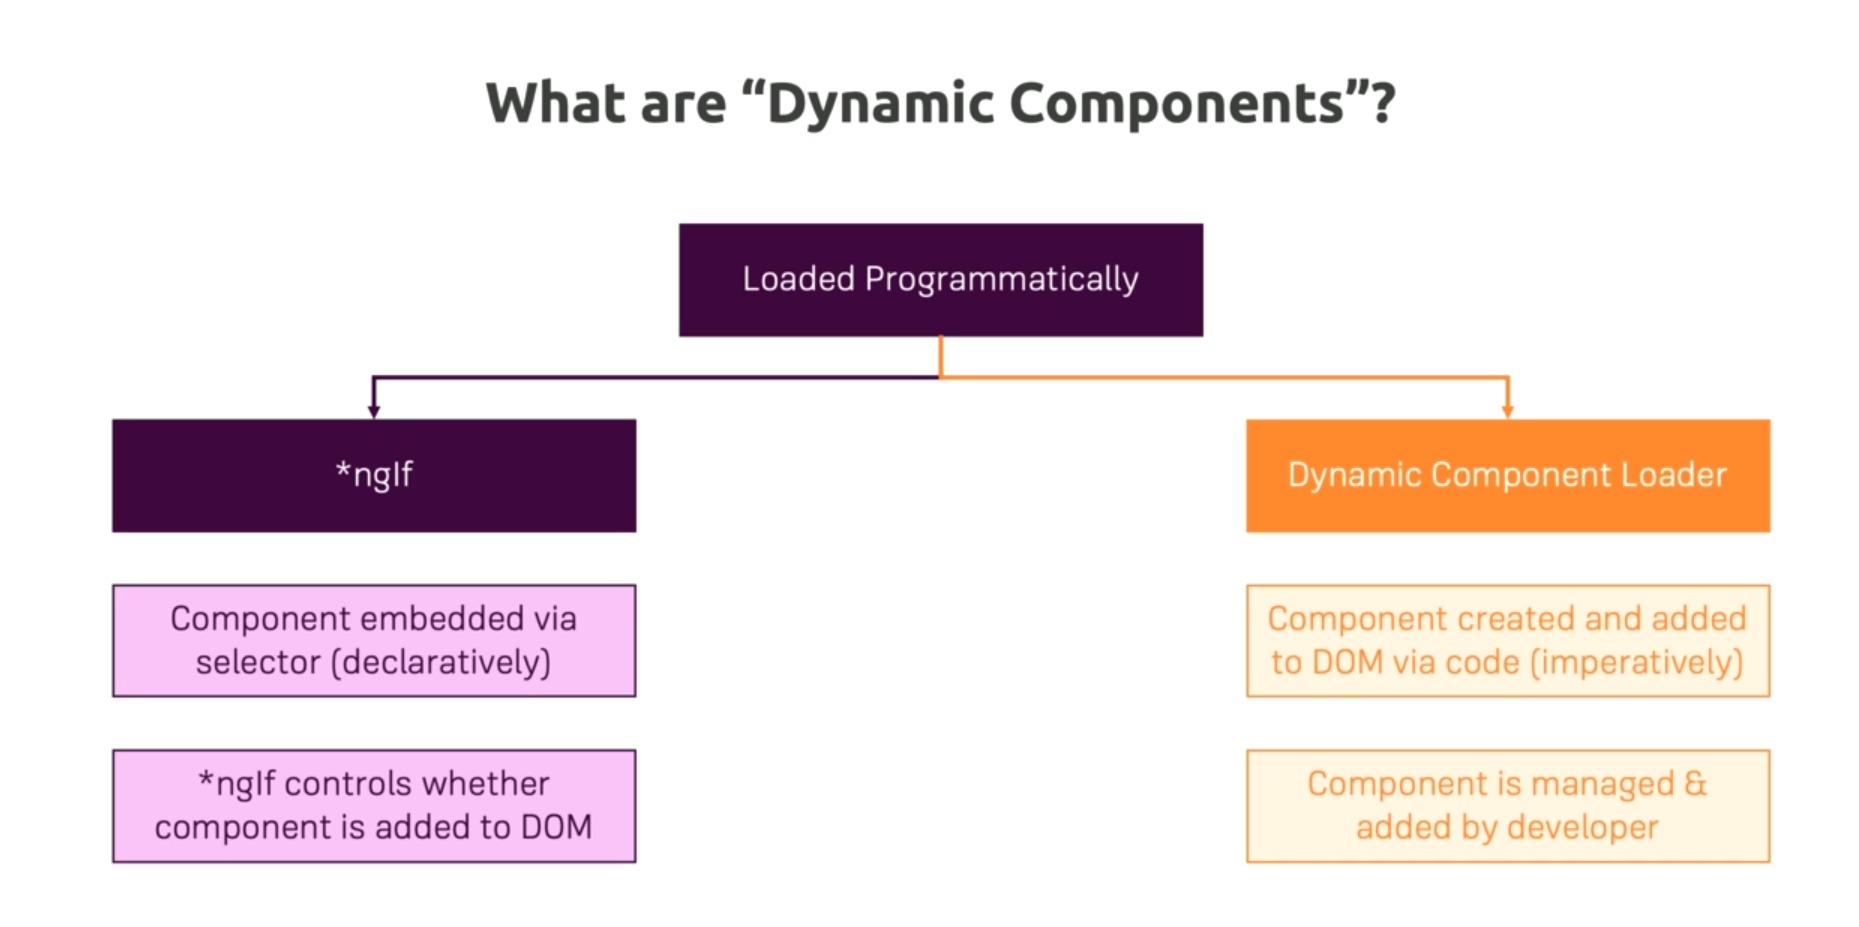 What are “Dynamic Components”?
Loaded Programmatically
*ngIf
Dynamic Component Loader
Component embedded via
selector (declaratively)
Component created and added
to DOM via code (imperatively)
*ngIf controls whether
component is added to DOM
Component is managed &
added by developer